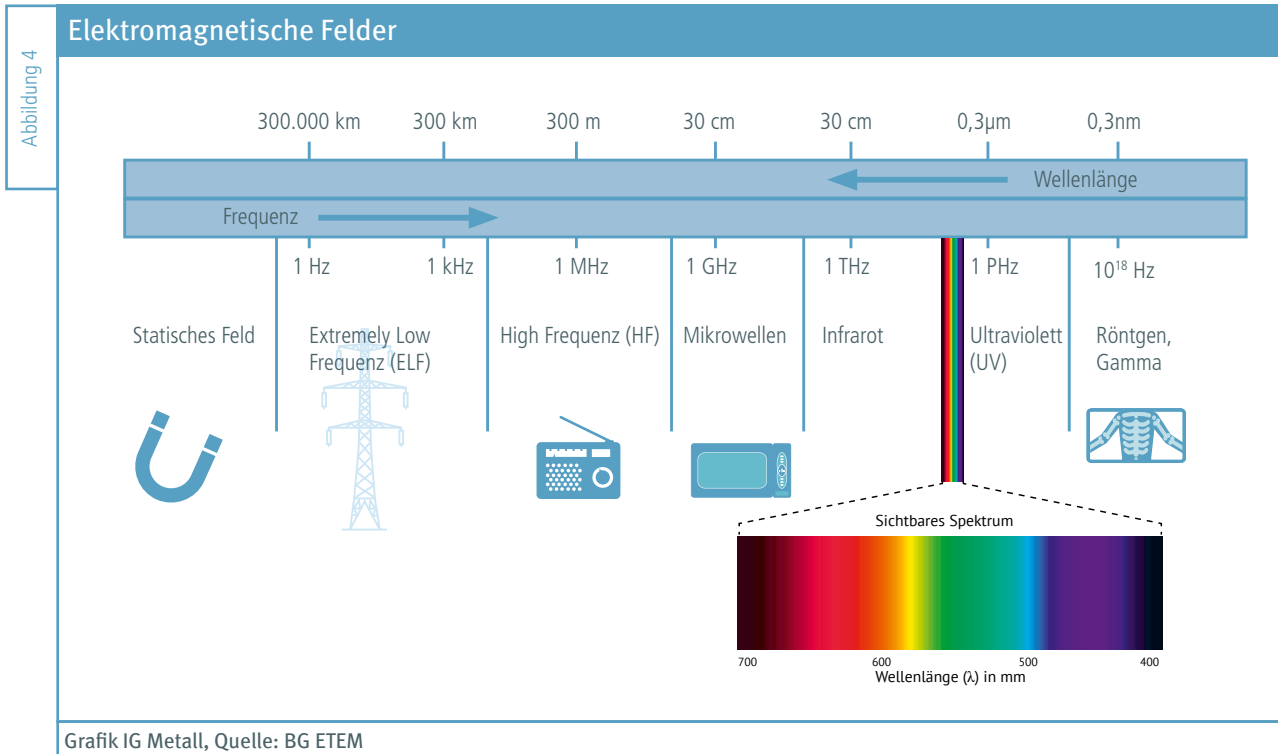 Abbildung 4
Elektromagnetische Felder
300.000 km 300 km 300 m 30 cm 30 cm 0,3µm 0,3nm
Wellenlänge
Frequenz
1 Hz 1 kHz 1 MHz 1 GHz 1 THz 1 PHz 10¹⁸ Hz
Statisches Feld Extremely Low High Frequenz (HF) Mikrowellen Infrarot Ultraviolett Röntgen,
Frequenz (ELF) (UV) Gamma
Sichtbares Spektrum
700 600 500 400
Wellenlänge (λ) in mm
Grafik IG Metall, Quelle: BG ETEM